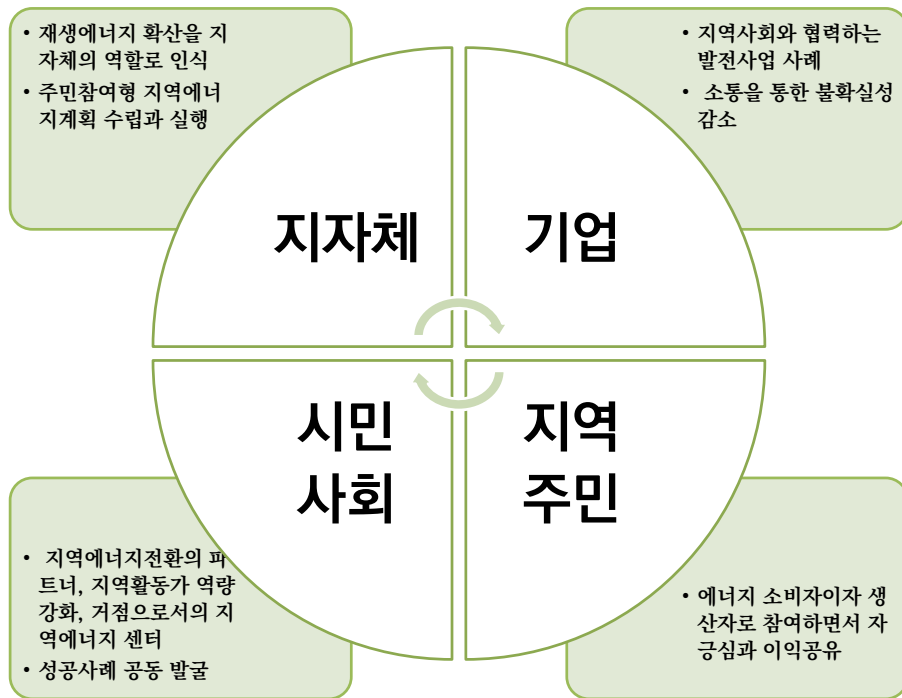 • 재생에너지 확산을 지
자체의 역할로 인식
• 주민참여형 지역에너
지계획 수립과 실행
• 지역사회와 협력하는
발전사업 사례
• 소통을 통한 불확실성
감소
지자체
기업
시민
사회
지역
주민
• 지역에너지전환의 파
트너, 지역활동가 역량
강화, 거점으로서의 지
역에너지 센터
• 성공사례 공동 발굴
• 에너지 소비자이자 생
산자로 참여하면서 자
긍심과 이익공유